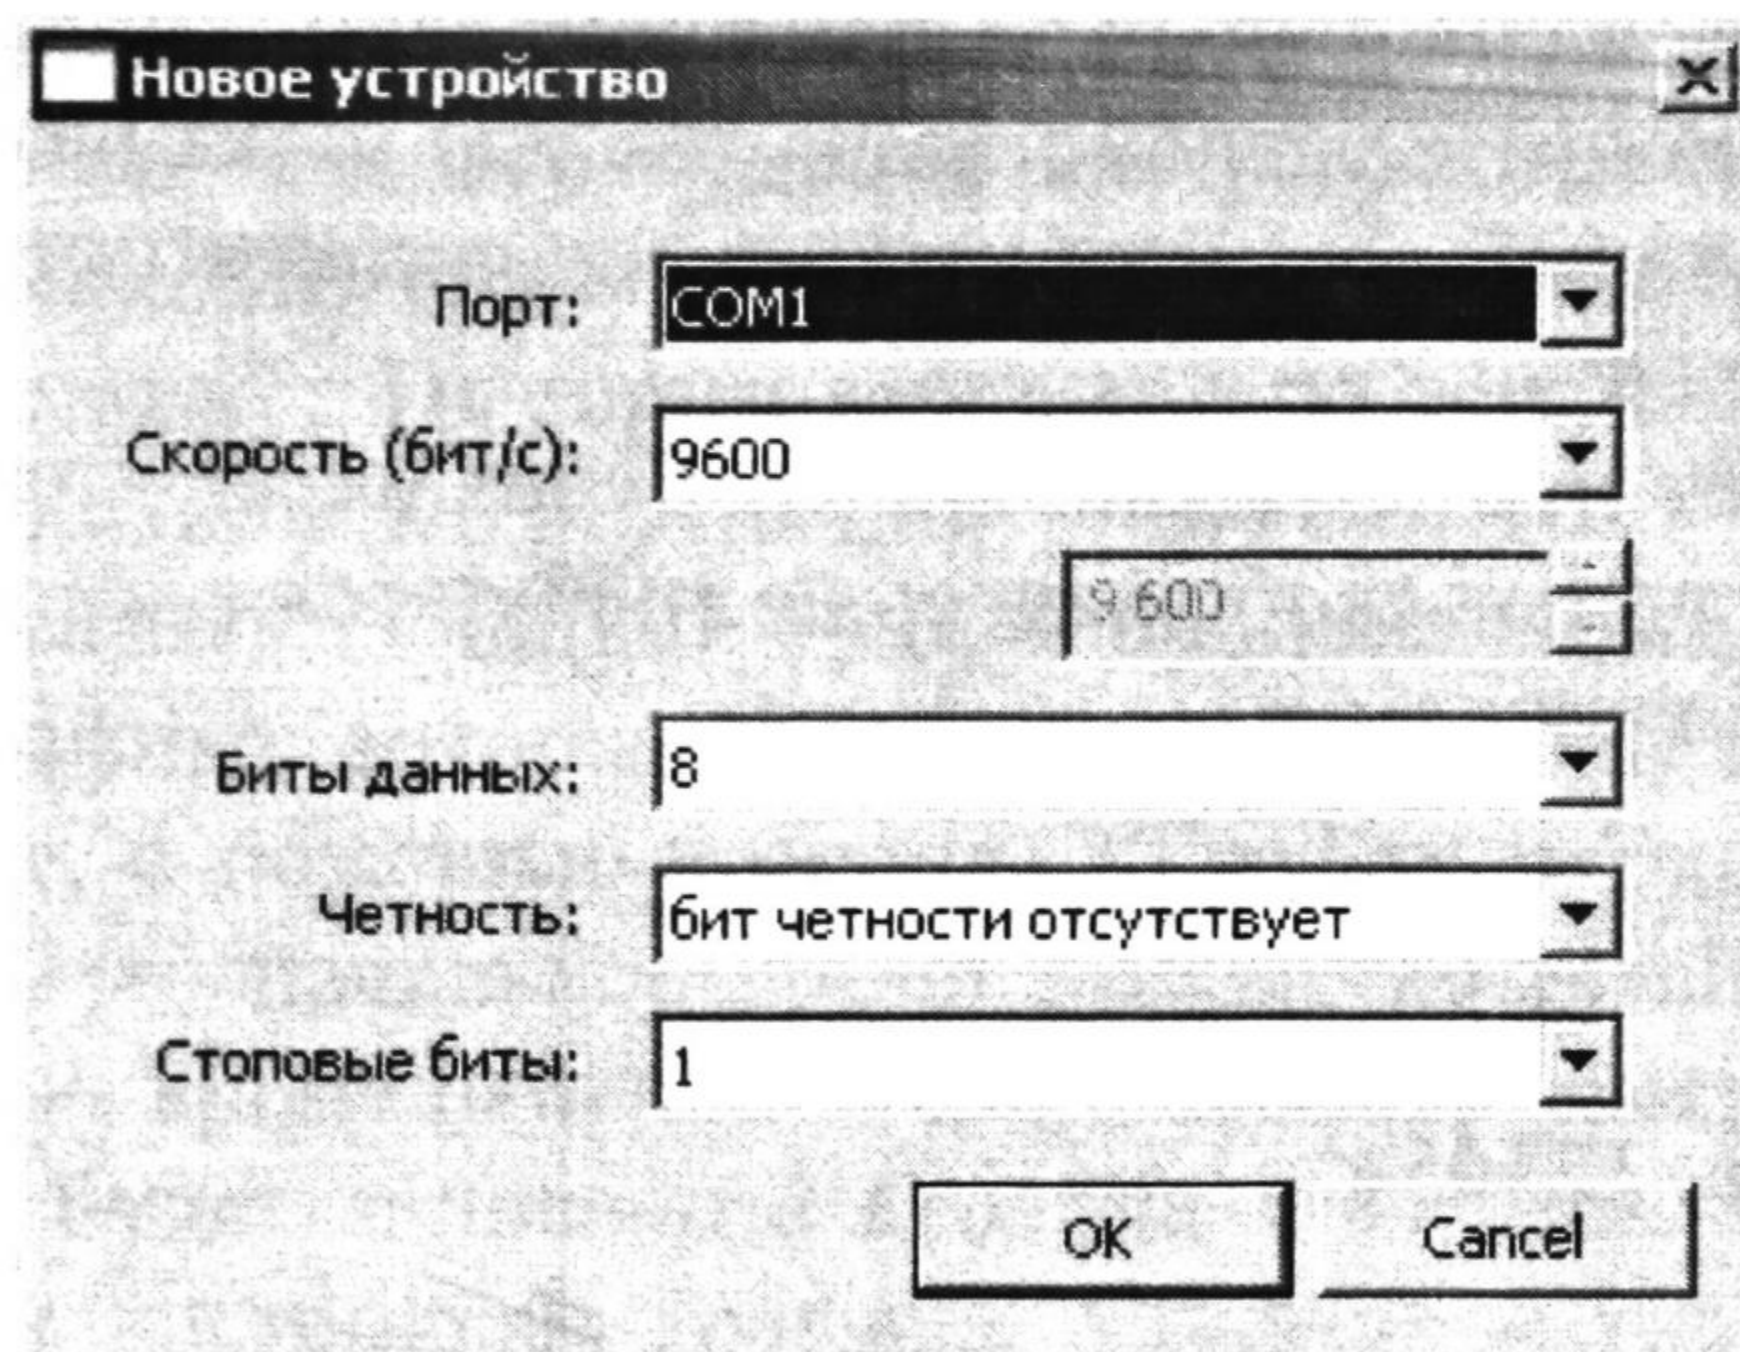 Новое устройство
Порт: COM1
Скорость (бит/с): 9600
9 600
Биты данных: 8
Четность: бит четности отсутствует
Стоповые биты: 1
OK Cancel